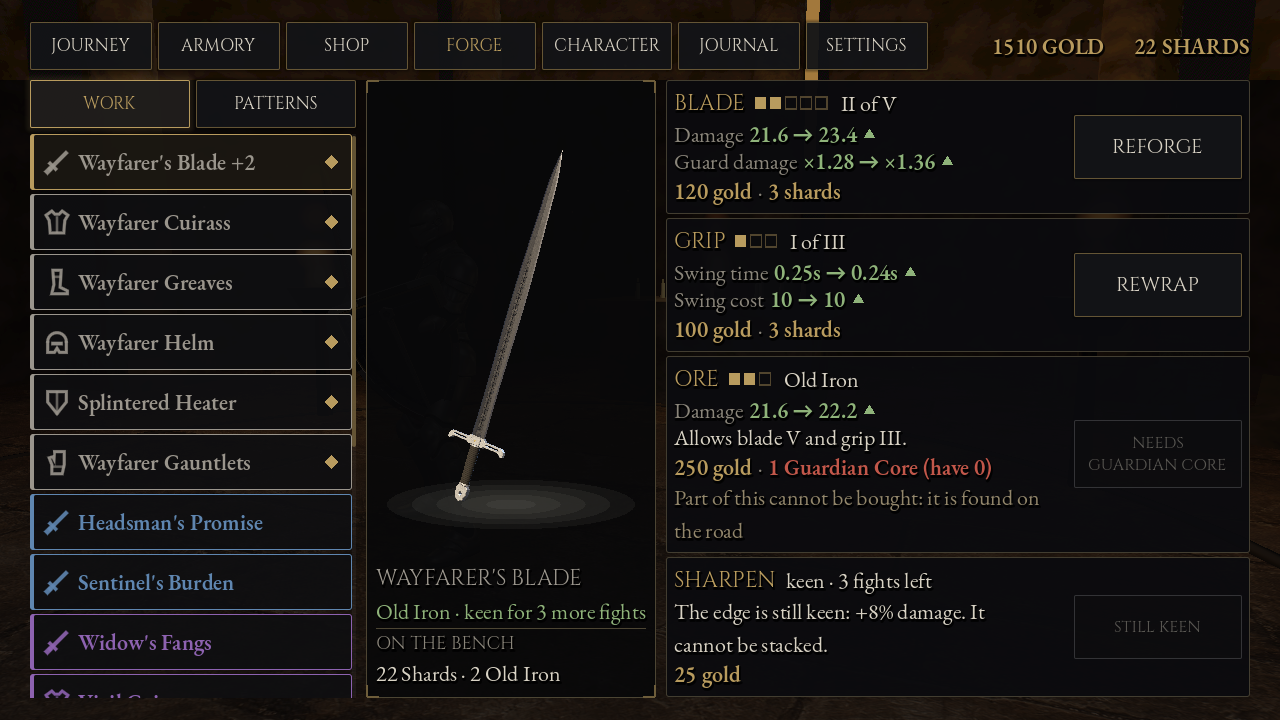 JOURNEY
ARMORY
SHOP
FORGE
CHARACTER
JOURNAL
SETTINGS
1510 GOLD
22 SHARDS
WORK
PATTERNS
Wayfarer's Blade +2
Wayfarer Cuirass
Wayfarer Greaves
Wayfarer Helm
Splintered Heater
Wayfarer Gauntlets
Headsman's Promise
Sentinel's Burden
Widow's Fangs
WAYFARER'S BLADE
Old Iron · keen for 3 more fights
ON THE BENCH
22 Shards · 2 Old Iron
BLADE II of V
Damage 21.6 → 23.4
Guard damage ×1.28 → ×1.36
120 gold · 3 shards
REFORGE
GRIP I of III
Swing time 0.25s → 0.24s
Swing cost 10 → 10
100 gold · 3 shards
REWRAP
ORE Old Iron
Damage 21.6 → 22.2
Allows blade V and grip III.
250 gold · 1 Guardian Core (have 0)
Part of this cannot be bought: it is found on
the road
NEEDS
GUARDIAN CORE
SHARPEN keen · 3 fights left
The edge is still keen: +8% damage. It
cannot be stacked.
25 gold
STILL KEEN